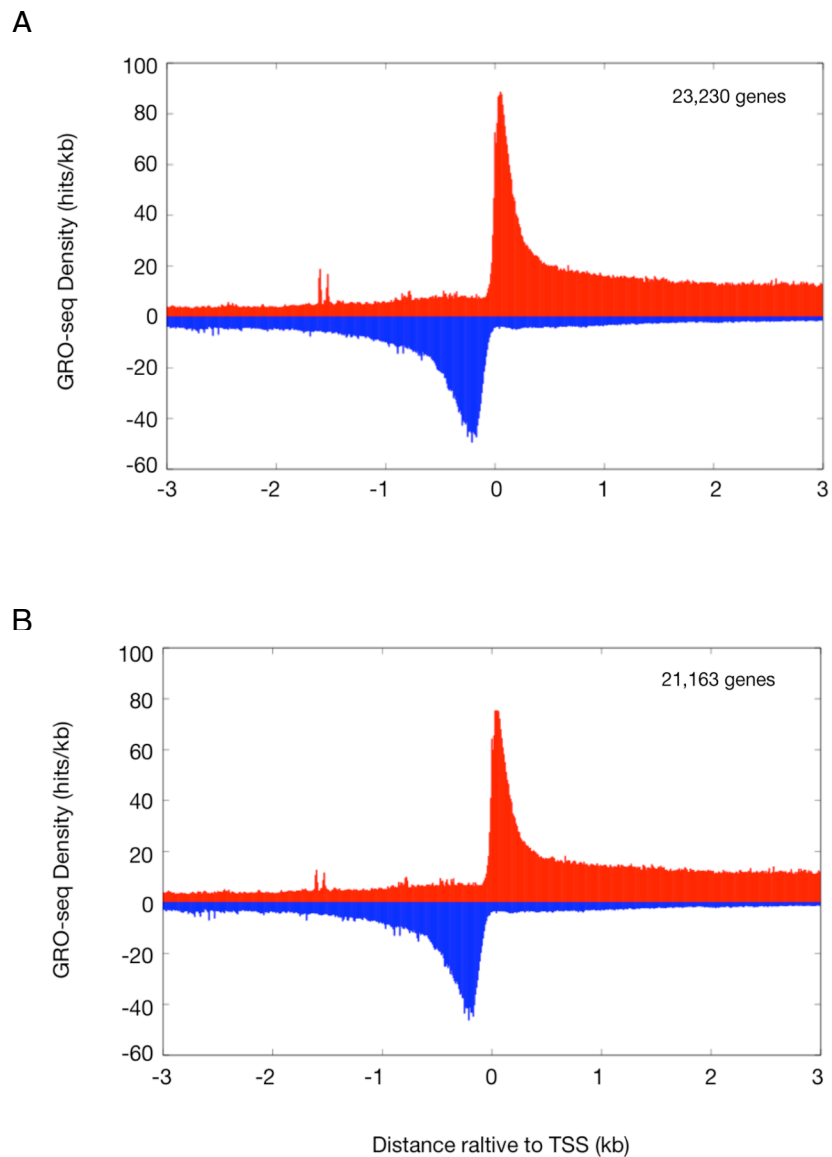 A
100
80
60
40
20
0
-20
-40
-60
GRO-seq Density (hits/kb)
23,230 genes
-3 -2 -1 0 1 2 3
B
100
80
60
40
20
0
-20
-40
-60
GRO-seq Density (hits/kb)
21,163 genes
-3 -2 -1 0 1 2 3
Distance raltive to TSS (kb)